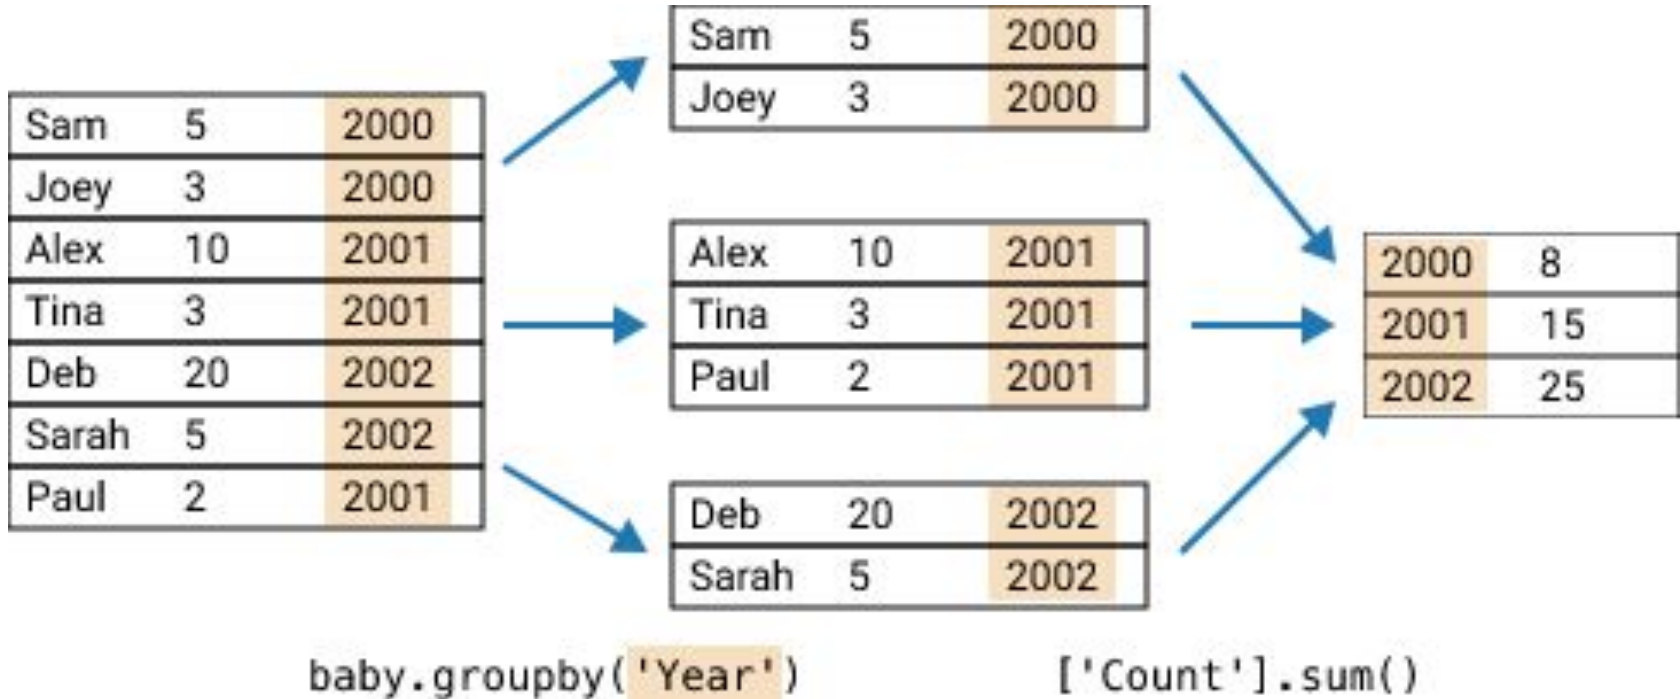 Sam 5 2000
Joey 3 2000
Alex 10 2001
Tina 3 2001
Deb 20 2002
Sarah 5 2002
Paul 2 2001
Sam 5 2000
Joey 3 2000
Alex 10 2001
Tina 3 2001
Paul 2 2001
Deb 20 2002
Sarah 5 2002
2000 8
2001 15
2002 25
baby.groupby('Year')
['Count'].sum()